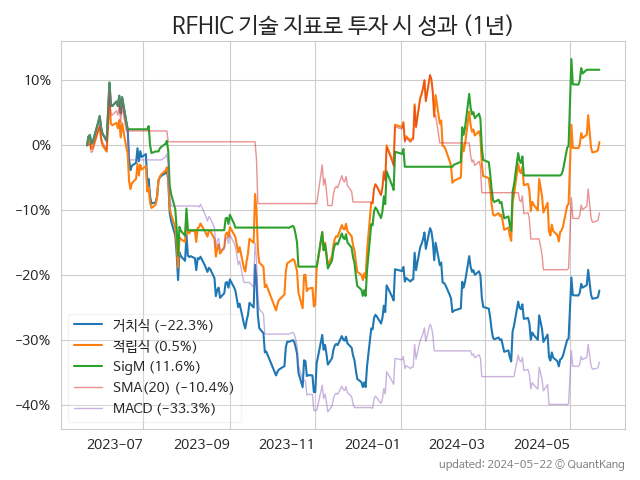 RFHIC 기술 지표로 투자 시 성과 (1년)
10%
0%
−10%
−20%
−30%
−40%
거치식 (−22.3%)
적립식 (0.5%)
SigM (11.6%)
SMA(20) (−10.4%)
MACD (−33.3%)
2023−07
2023−09
2023−11
2024−01
2024−03
2024−05
updated: 2024-05-22 © QuantKang